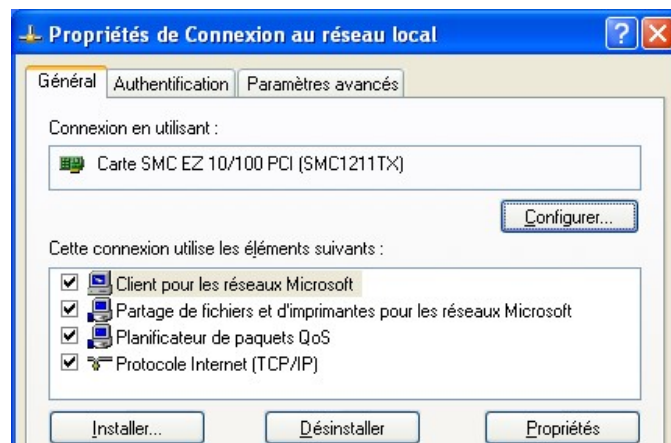 Propriétés de Connexion au réseau local
Général Authentification Paramètres avancés
Connexion en utilisant :
Carte SMC EZ 10/100 PCI (SMC1211TX)
Configurer...
Cette connexion utilise les éléments suivants :
Client pour les réseaux Microsoft
Partage de fichiers et d'imprimantes pour les réseaux Microsoft
Planificateur de paquets QoS
Protocole Internet (TCP/IP)
Installer... Désinstaller Propriétés